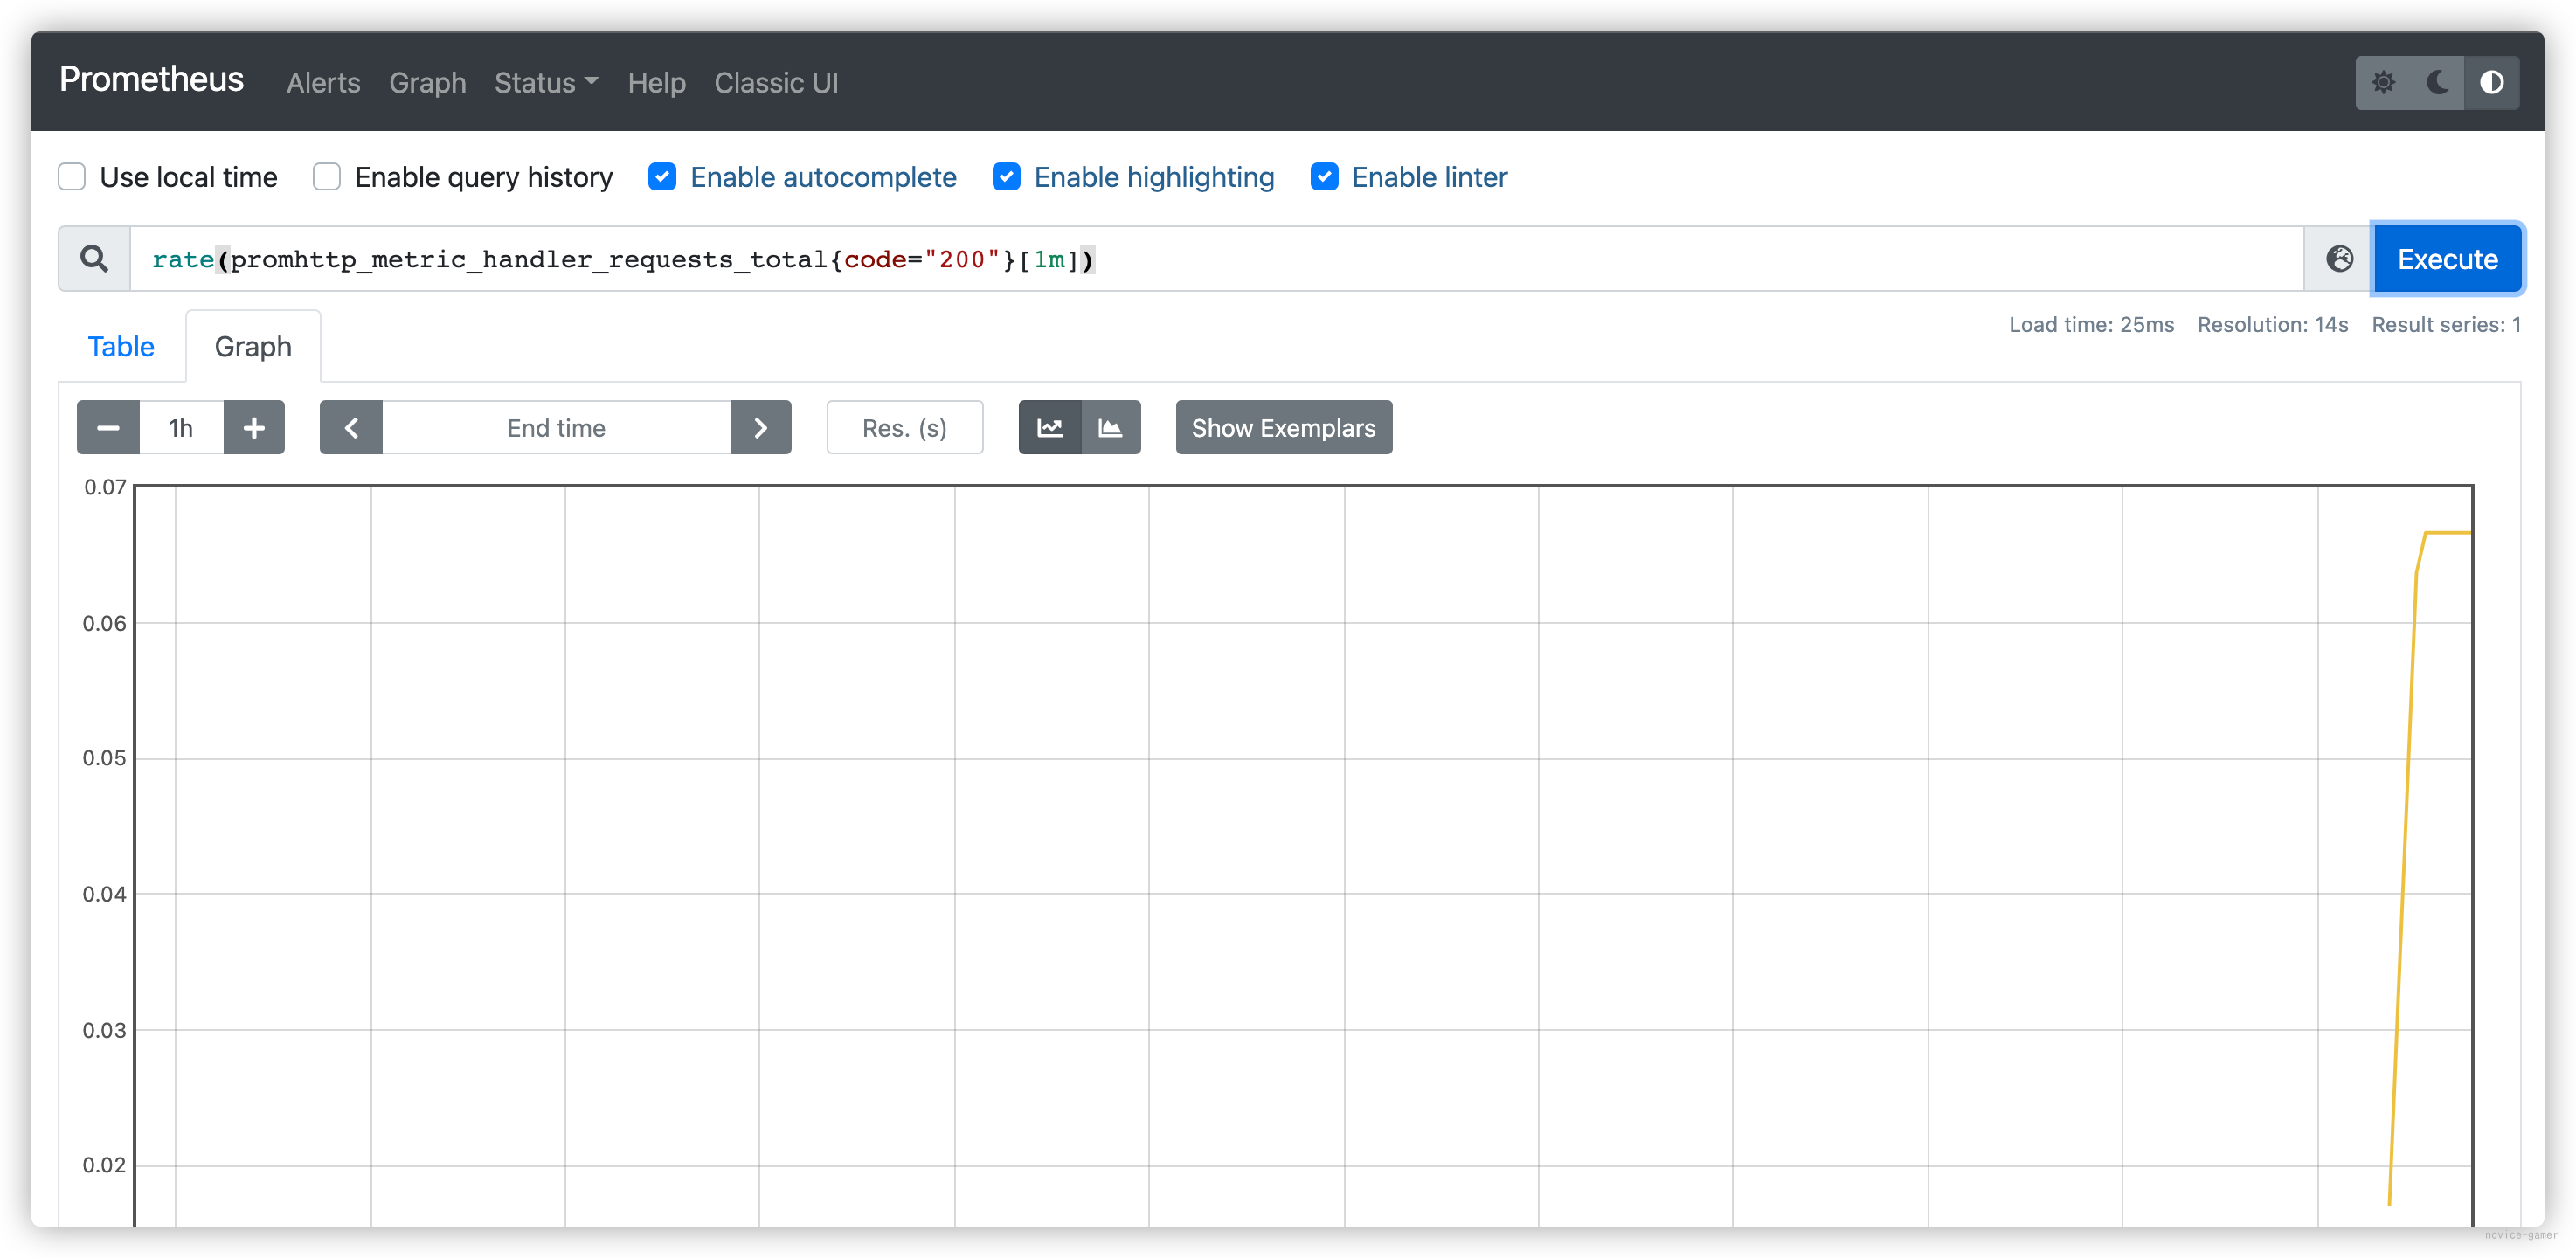 Prometheus Alerts Graph Status Help Classic UI
Use local time Enable query history Enable autocomplete Enable highlighting Enable linter
rate(promhttp_metric_handler_requests_total{code="200"}[1m]) Execute
Load time: 25ms Resolution: 14s Result series: 1
Table Graph
1h End time Res. (s) Show Exemplars
0.07
0.06
0.05
0.04
0.03
0.02
novice-gamer